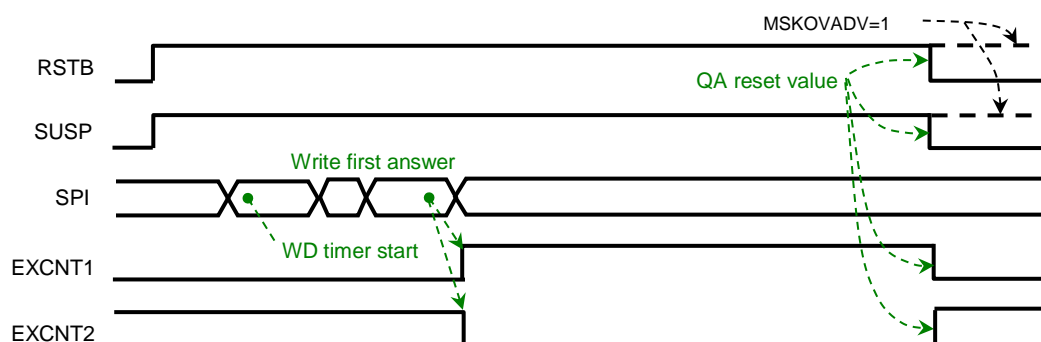 MSKOVADV=1
RSTB
QA reset value
SUSP
Write first answer
SPI
WD timer start
EXCNT1
EXCNT2